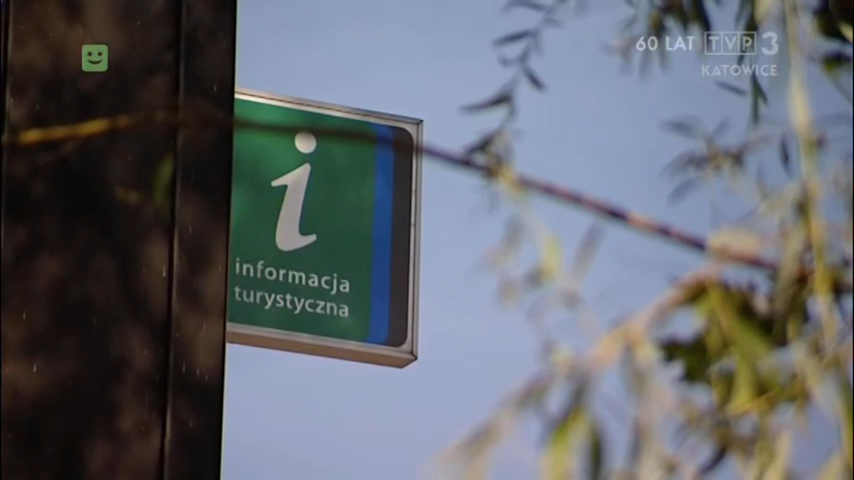 60 LAT TVP3
KATOWICE
i
informacja
turystyczna